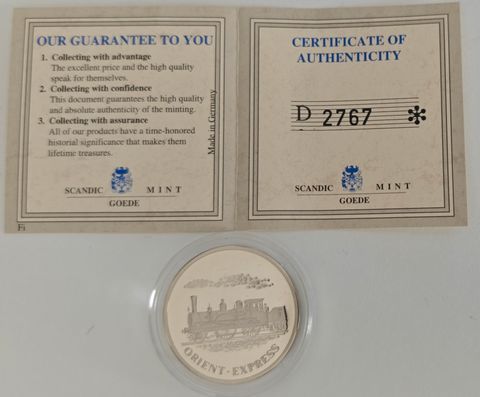 OUR GUARANTEE TO YOU
1. Collecting with advantage
The excellent price and the high quality
speak for themselves.
2. Collecting with confidence
This document guarantees the high quality
and absolute authenticity of the minting.
3. Collecting with assurance
All of our products have a time-honored
historial significance that makes them
lifetime treasures.
Made in Germany
SCANDIC MINT
GOEDE
Fi
CERTIFICATE OF
AUTHENTICITY
D 2767 *
SCANDIC MINT
GOEDE
ORIENT-EXPRESS